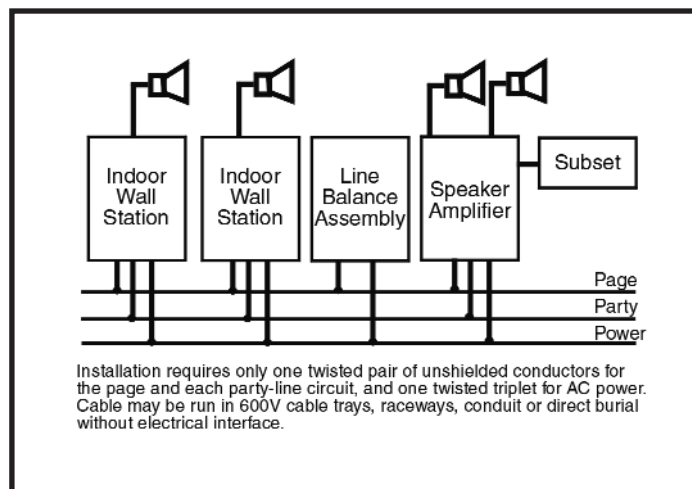 Indoor
Wall
Station
Indoor
Wall
Station
Line
Balance
Assembly
Speaker
Amplifier
Subset
Page
Party
Power
Installation requires only one twisted pair of unshielded conductors for
the page and each party-line circuit, and one twisted triplet for AC power.
Cable may be run in 600V cable trays, raceways, conduit or direct burial
without electrical interface.